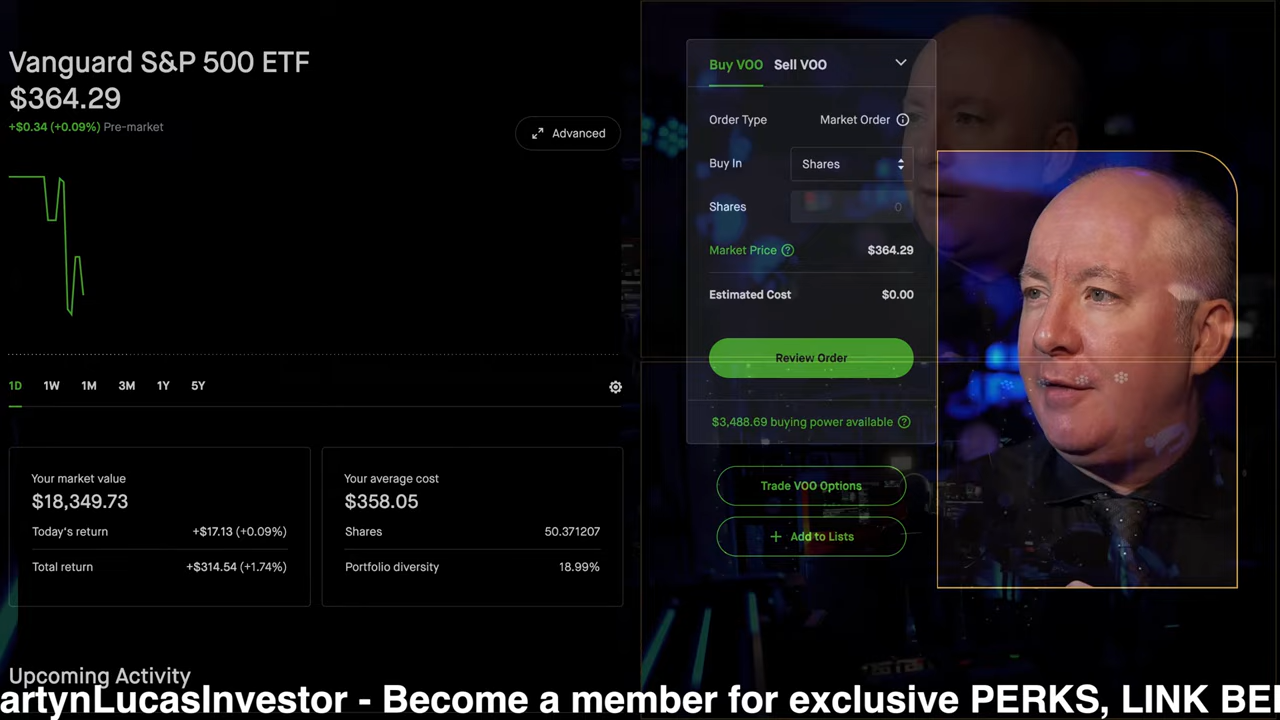 Vanguard S&P 500 ETF
$364.29
+$0.34 (+0.09%) Pre-market
Advanced
1D 1W 1M 3M 1Y 5Y
Your market value
$18,349.73
Today's return +$17.13 (+0.09%)
Total return +$314.54 (+1.74%)
Your average cost
$358.05
Shares 50.371207
Portfolio diversity 18.99%
Upcoming Activity
Buy VOO Sell VOO
Order Type Market Order
Buy In Shares
Shares 0
Market Price $364.29
Estimated Cost $0.00
Review Order
$3,488.69 buying power available
Trade VOO Options
+ Add to Lists
artynLucasInvestor - Become a member for exclusive PERKS, LINK BEL